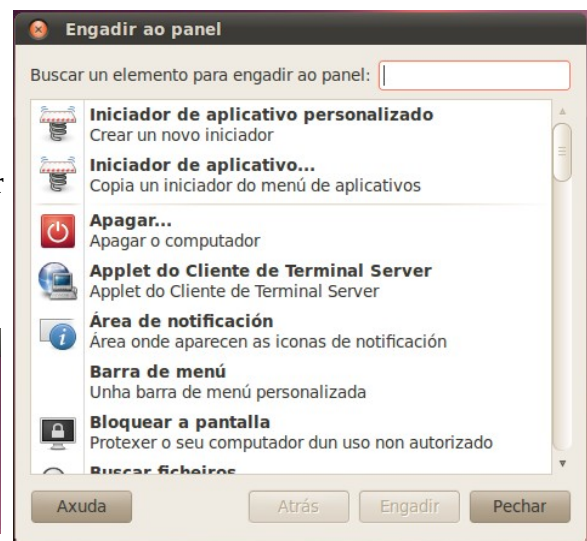 Engadir ao panel
Buscar un elemento para engadir ao panel:
Iniciador de aplicativo personalizado
Crear un novo iniciador
Iniciador de aplicativo...
Copia un iniciador do menú de aplicativos
Apagar...
Apagar o computador
Applet do Cliente de Terminal Server
Applet do Cliente de Terminal Server
Área de notificación
Área onde aparecen as iconas de notificación
Barra de menú
Unha barra de menú personalizada
Bloquear a pantalla
Protexer o seu computador dun uso non autorizado
Buscar ficheiros
Axuda Atrás Engadir Pechar